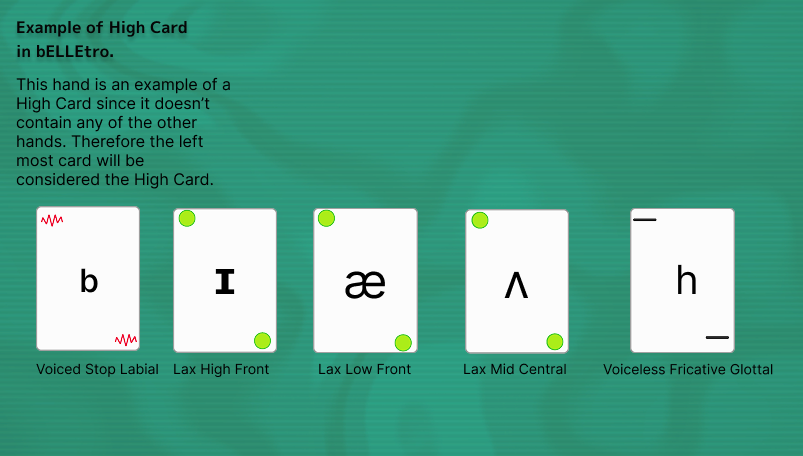 Example of High Card
in bELLEtro.
This hand is an example of a
High Card since it doesn't
contain any of the other
hands. Therefore the left
most card will be
considered the High Card.
b
ɪ
æ
ʌ
h
Voiced Stop Labial
Lax High Front
Lax Low Front
Lax Mid Central
Voiceless Fricative Glottal